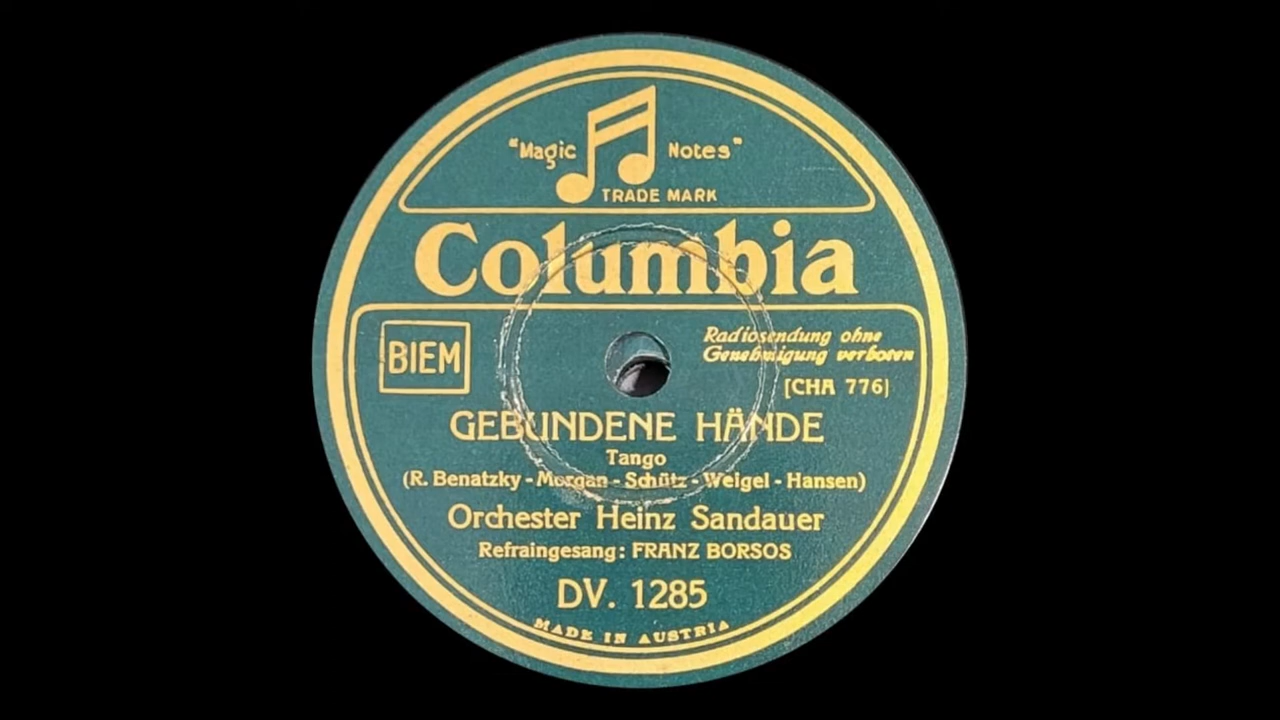 "Magic Notes"
TRADE MARK
Columbia
BIEM
Radiosendung ohne
Genehmigung verboten
[CHA 776]
GEBUNDENE HÄNDE
Tango
(R. Benatzky - Morgan - Schütz - Weigel - Hansen)
Orchester Heinz Sandauer
Refraingesang: FRANZ BORSOS
DV. 1285
MADE IN AUSTRIA